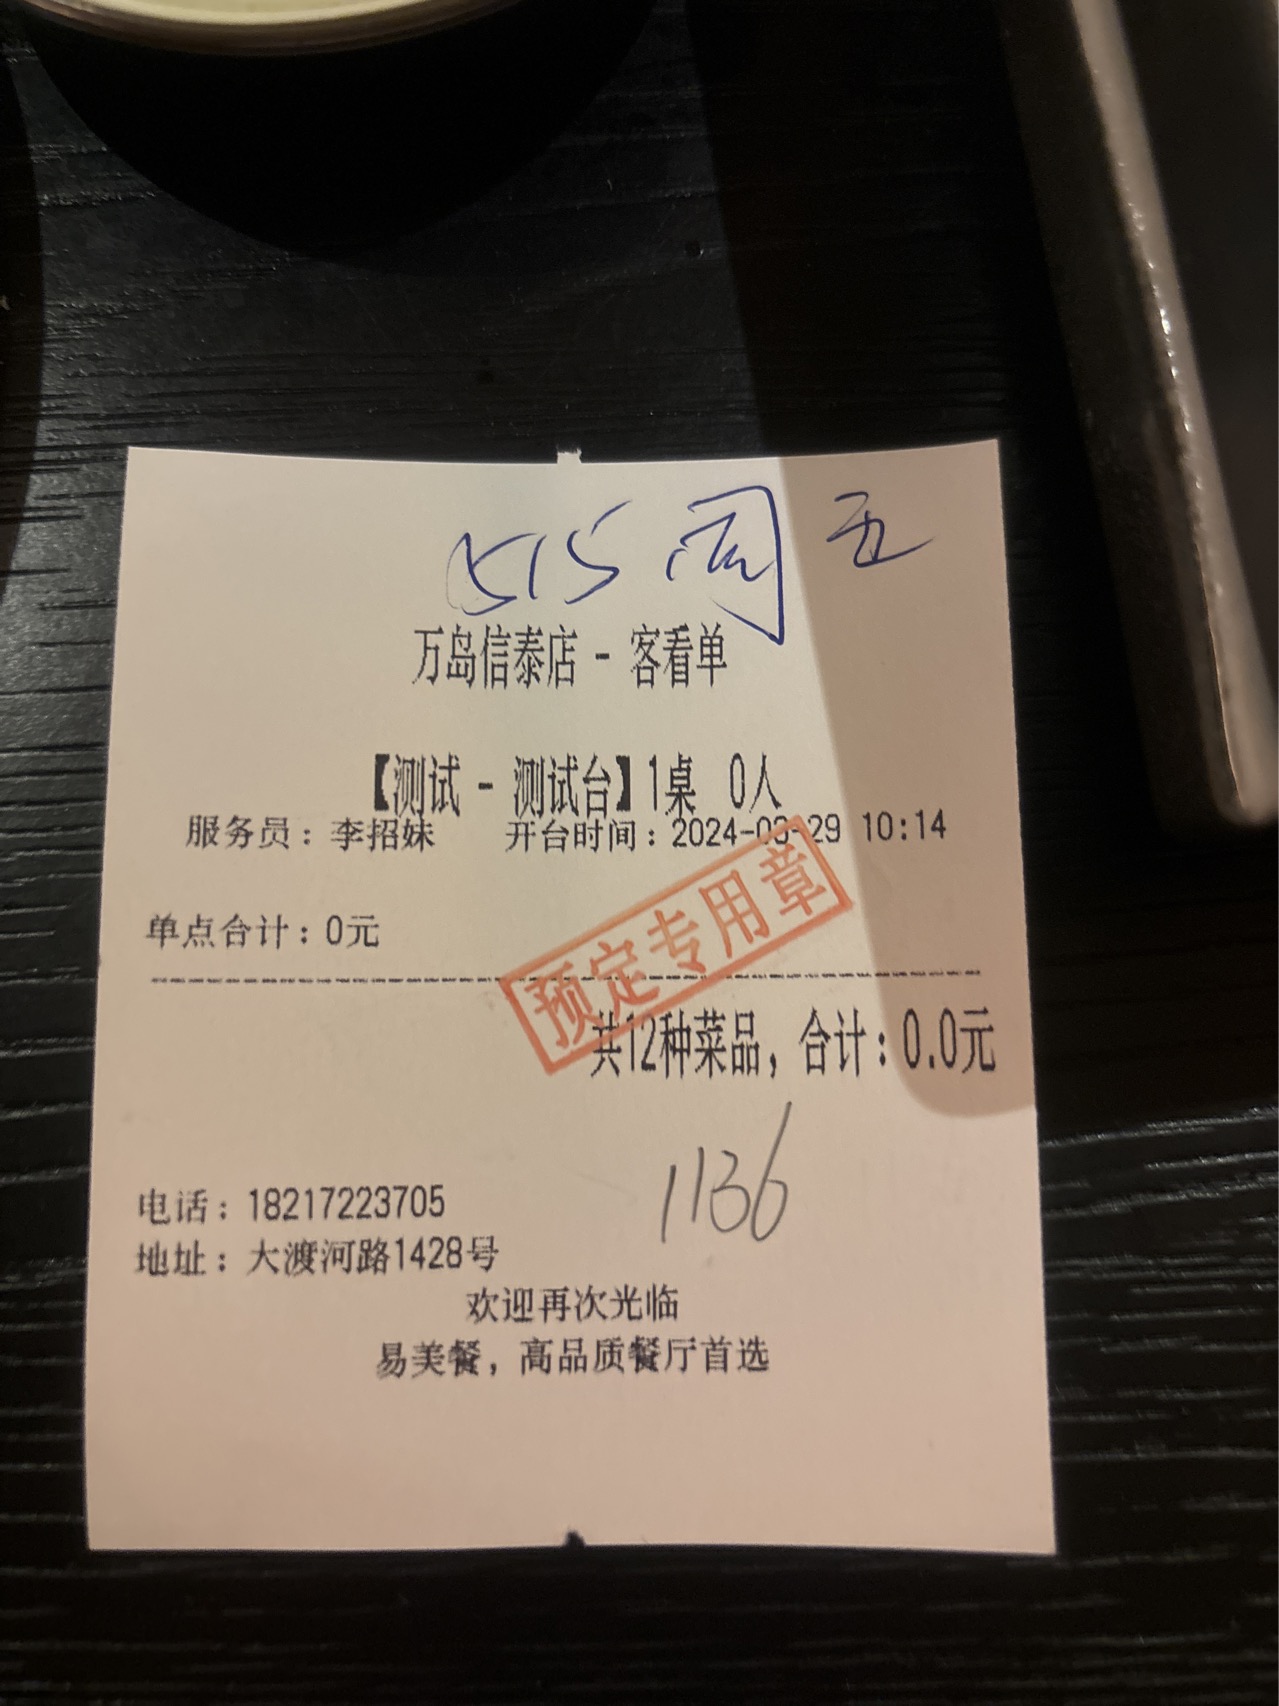 515 周五
万岛信泰店 - 客看单
【测试 - 测试台】1桌 0人
服务员：李招妹 开台时间：2024-03-29 10:14
预定专用章
单点合计：0元
共12种菜品，合计：0.0元
1136
电话：18217223705
地址：大渡河路1428号
欢迎再次光临
易美餐，高品质餐厅首选